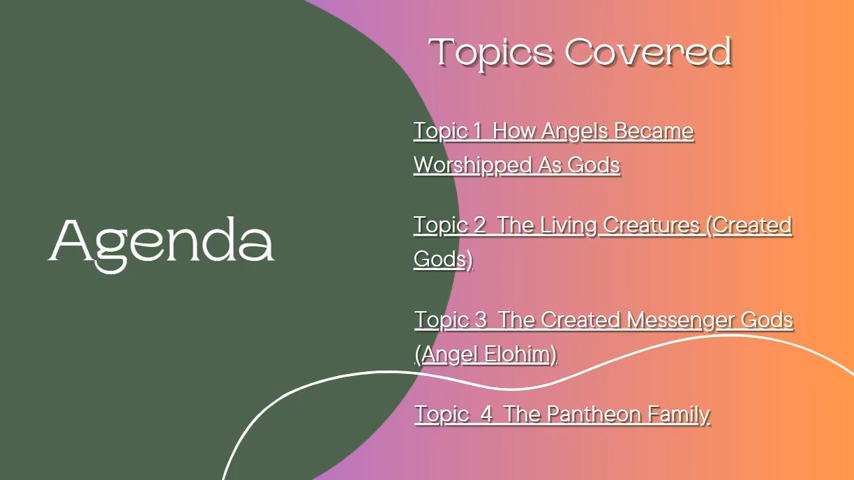 Agenda
Topics Covered
Topic 1 How Angels Became
Worshipped As Gods
Topic 2 The Living Creatures (Created
Gods)
Topic 3 The Created Messenger Gods
(Angel Elohim)
Topic 4 The Pantheon Family